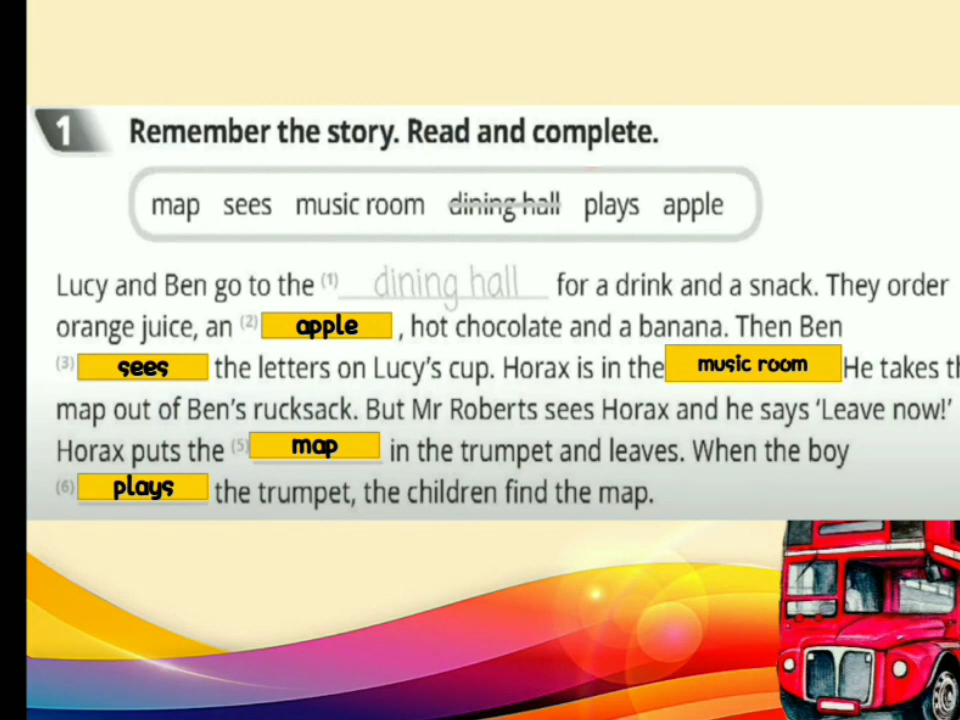 1 Remember the story. Read and complete.
map sees music room dining hall plays apple
Lucy and Ben go to the (1) dining hall for a drink and a snack. They order
orange juice, an (2) apple , hot chocolate and a banana. Then Ben
(3) sees the letters on Lucy's cup. Horax is in the music room He takes th
map out of Ben's rucksack. But Mr Roberts sees Horax and he says ‘Leave now!’
Horax puts the (5) map in the trumpet and leaves. When the boy
(6) plays the trumpet, the children find the map.